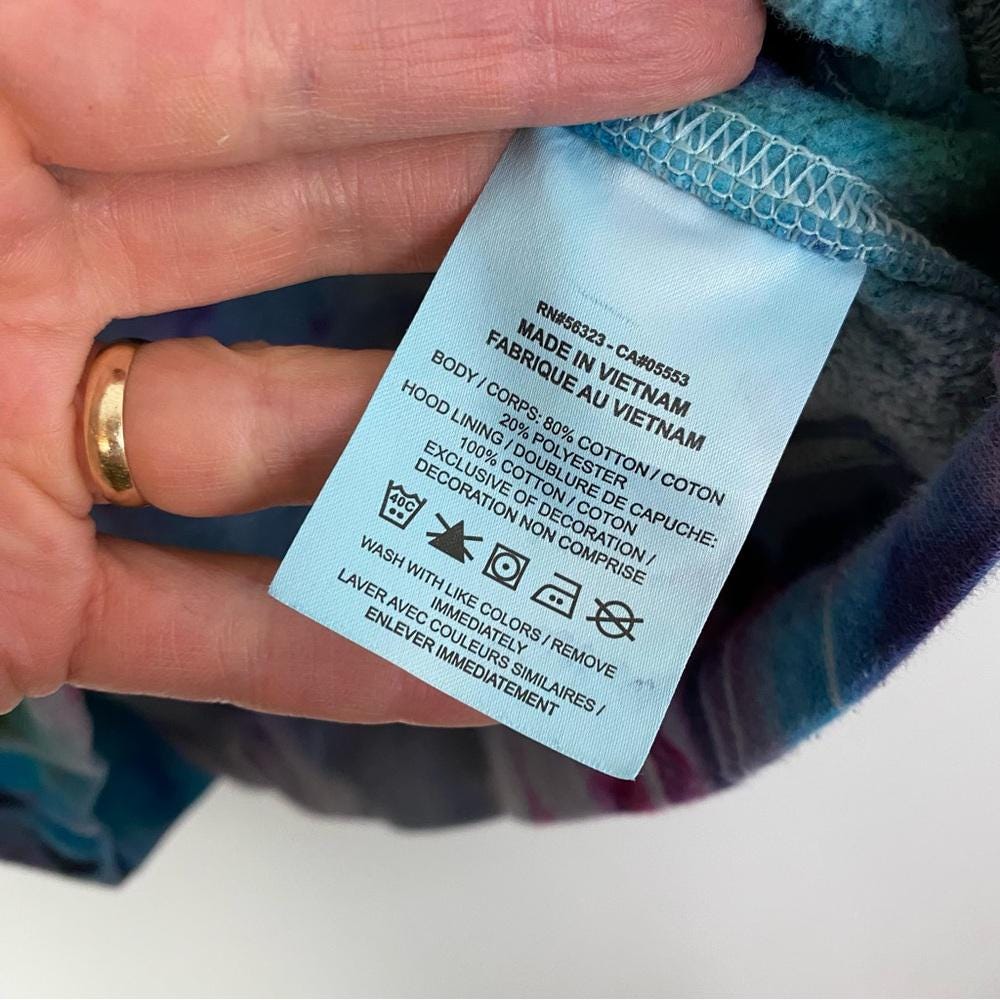 RN#56323 - CA#05553
MADE IN VIETNAM
FABRIQUE AU VIETNAM
BODY / CORPS: 80% COTTON / COTON
20% POLYESTER
HOOD LINING / DOUBLURE DE CAPUCHE:
100% COTTON / COTON
EXCLUSIVE OF DECORATION /
DECORATION NON COMPRISE
40C
WASH WITH LIKE COLORS / REMOVE
IMMEDIATELY
LAVER AVEC COULEURS SIMILAIRES /
ENLEVER IMMEDIATEMENT